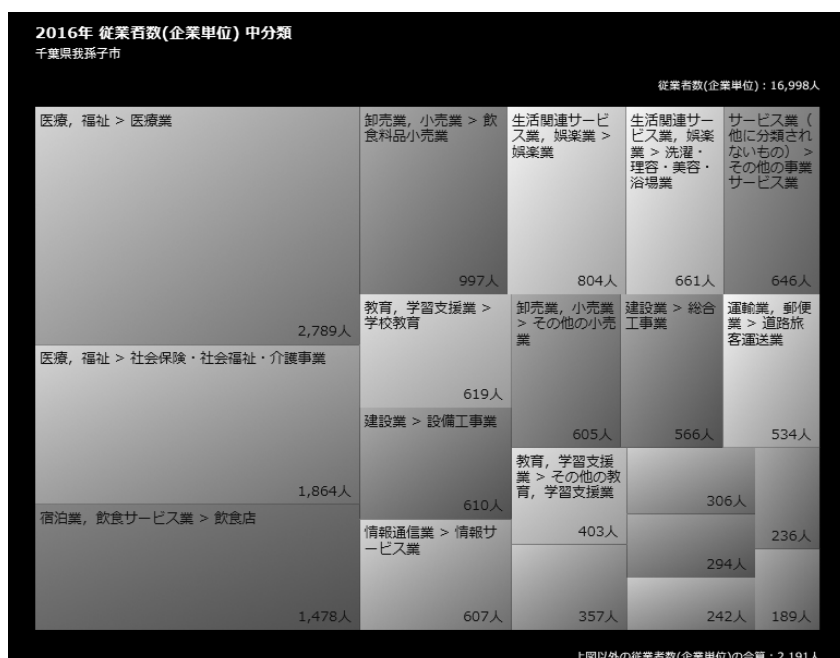 2016年 従業者数(企業単位) 中分類
千葉県我孫子市
従業者数(企業単位)：16,998人
医療，福祉 > 医療業
2,789人
医療，福祉 > 社会保険・社会福祉・介護事業
1,864人
宿泊業，飲食サービス業 > 飲食店
1,478人
卸売業，小売業 > 飲
食料品小売業
997人
生活関連サービ
ス業，娯楽業 >
娯楽業
804人
生活関連サー
ビス業，娯楽
業 > 洗濯・
理容・美容・
浴場業
661人
サービス業（
他に分類され
ないもの） >
その他の事業
サービス業
646人
教育，学習支援業 >
学校教育
619人
建設業 > 設備工事業
610人
情報通信業 > 情報サ
ービス業
607人
卸売業，小売業
> その他の小売
業
605人
建設業 > 総合
工事業
566人
運輸業，郵便
業 > 道路旅
客運送業
534人
教育，学習支援
業 > その他の教
育，学習支援業
403人
357人
306人
294人
242人
236人
189人
上図以外の従業者数(企業単位)の合算：2,191人